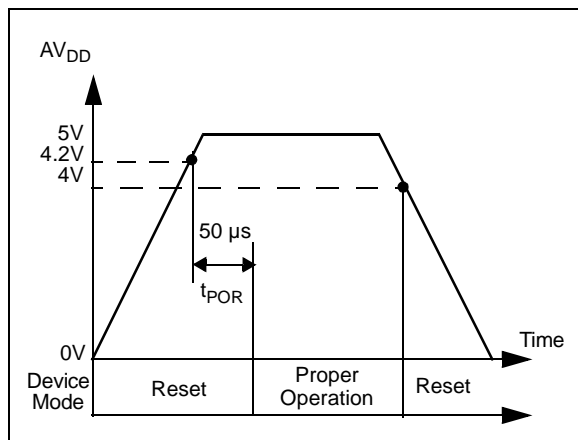 AVDD
5V
4.2V
4V
50 µs
tPOR
0V
Time
Device
Mode
Reset
Proper
Operation
Reset